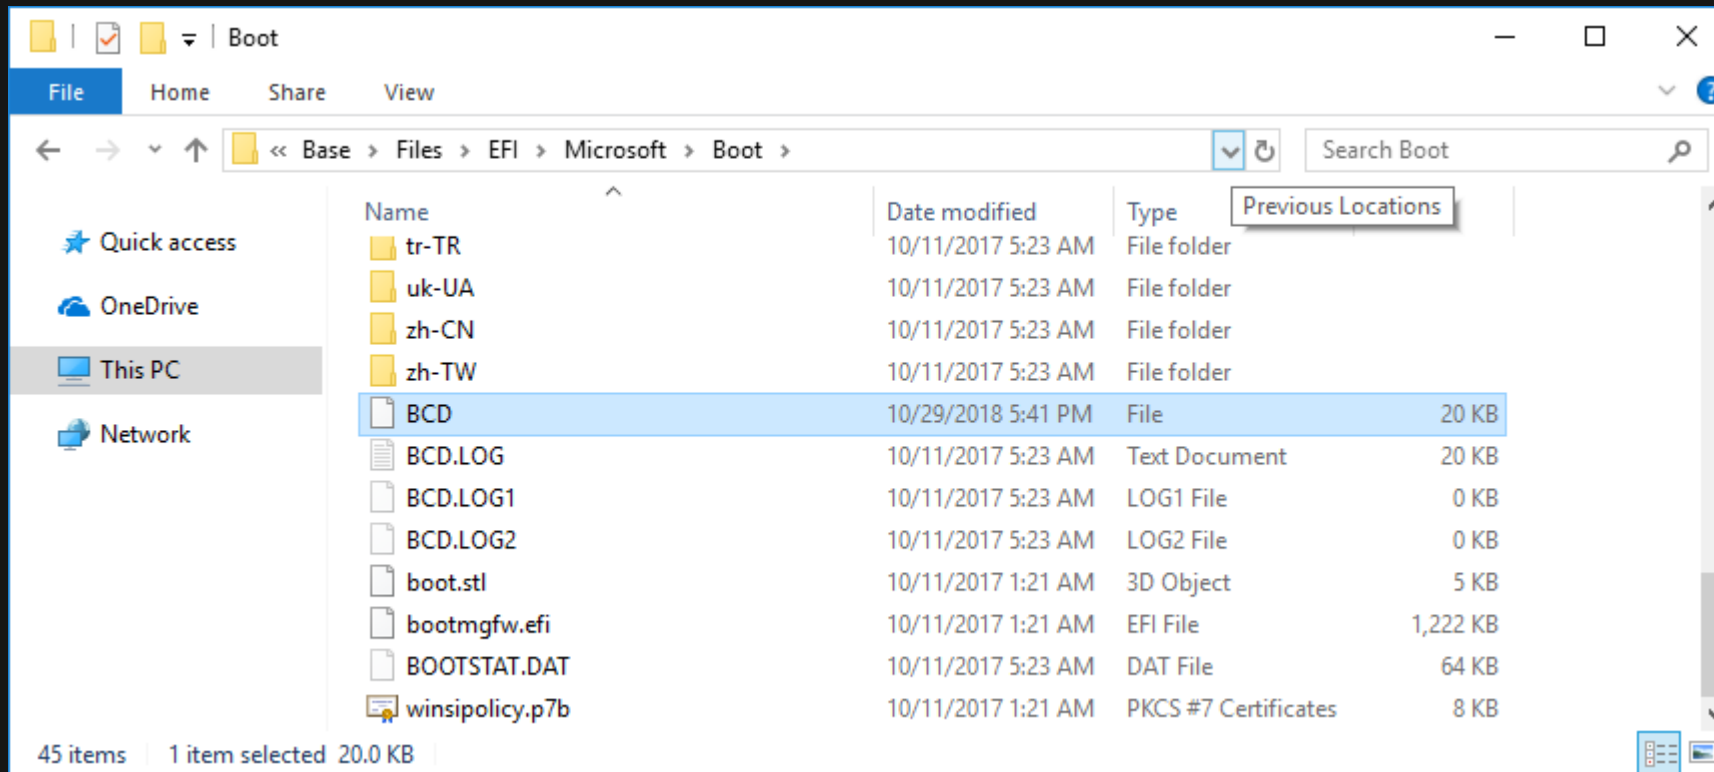 Boot
File Home Share View
« Base > Files > EFI > Microsoft > Boot > Search Boot
Previous Locations
Name Date modified Type
Quick access
OneDrive
This PC
Network
tr-TR 10/11/2017 5:23 AM File folder
uk-UA 10/11/2017 5:23 AM File folder
zh-CN 10/11/2017 5:23 AM File folder
zh-TW 10/11/2017 5:23 AM File folder
BCD 10/29/2018 5:41 PM File 20 KB
BCD.LOG 10/11/2017 5:23 AM Text Document 20 KB
BCD.LOG1 10/11/2017 5:23 AM LOG1 File 0 KB
BCD.LOG2 10/11/2017 5:23 AM LOG2 File 0 KB
boot.stl 10/11/2017 1:21 AM 3D Object 5 KB
bootmgfw.efi 10/11/2017 1:21 AM EFI File 1,222 KB
BOOTSTAT.DAT 10/11/2017 5:23 AM DAT File 64 KB
winsipolicy.p7b 10/11/2017 1:21 AM PKCS #7 Certificates 8 KB
45 items 1 item selected 20.0 KB